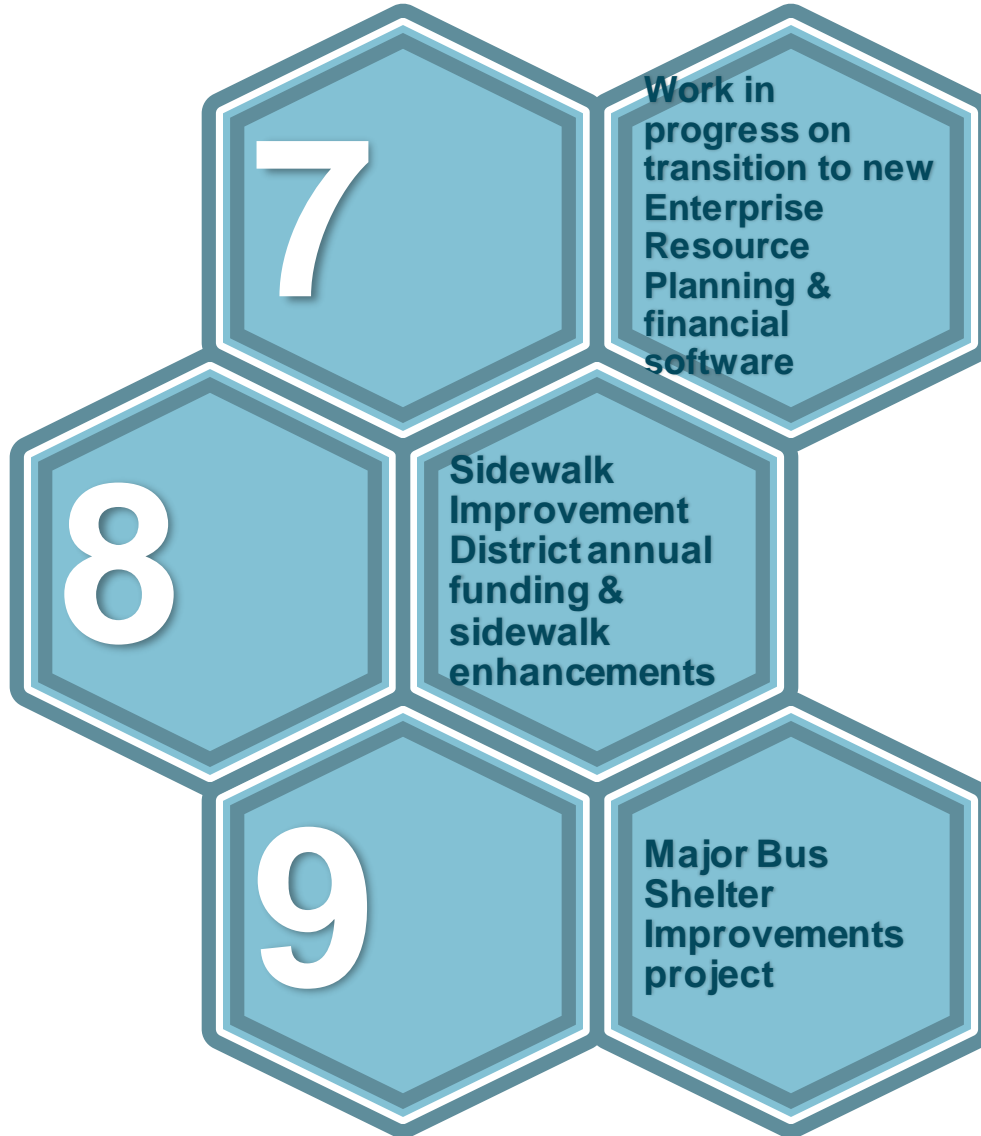 7
Work in
progress on
transition to new
Enterprise
Resource
Planning &
financial
software
8
Sidewalk
Improvement
District annual
funding &
sidewalk
enhancements
9
Major Bus
Shelter
Improvements
project